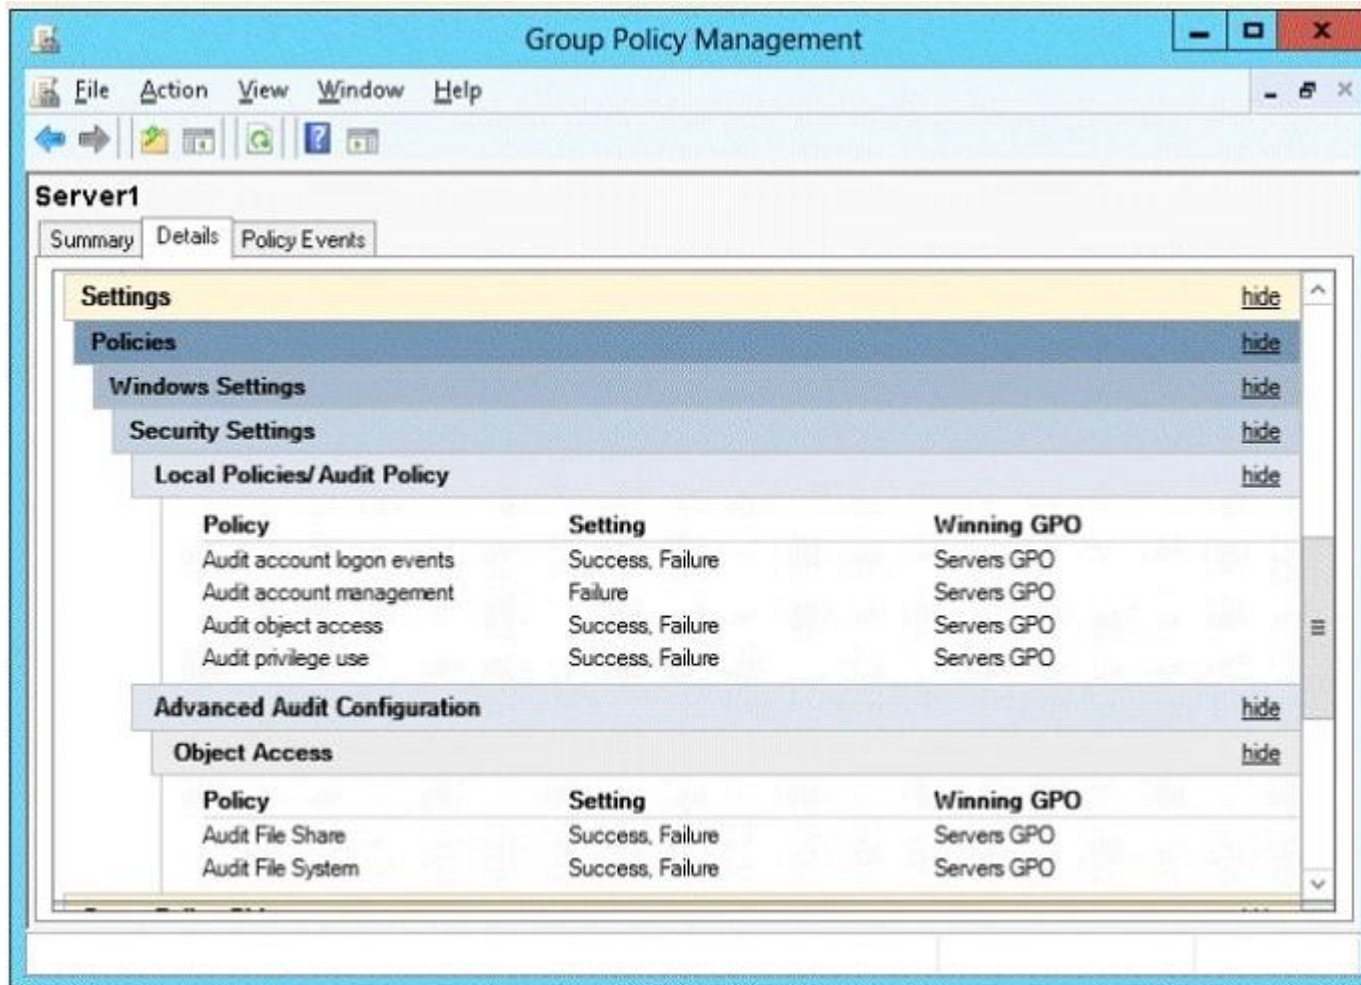 Group Policy Management
File Action View Window Help
Server1
Summary Details Policy Events
Settings hide
Policies hide
Windows Settings hide
Security Settings hide
Local Policies/Audit Policy hide
Policy Setting Winning GPO
Audit account logon events Success, Failure Servers GPO
Audit account management Failure Servers GPO
Audit object access Success, Failure Servers GPO
Audit privilege use Success, Failure Servers GPO
Advanced Audit Configuration hide
Object Access hide
Policy Setting Winning GPO
Audit File Share Success, Failure Servers GPO
Audit File System Success, Failure Servers GPO